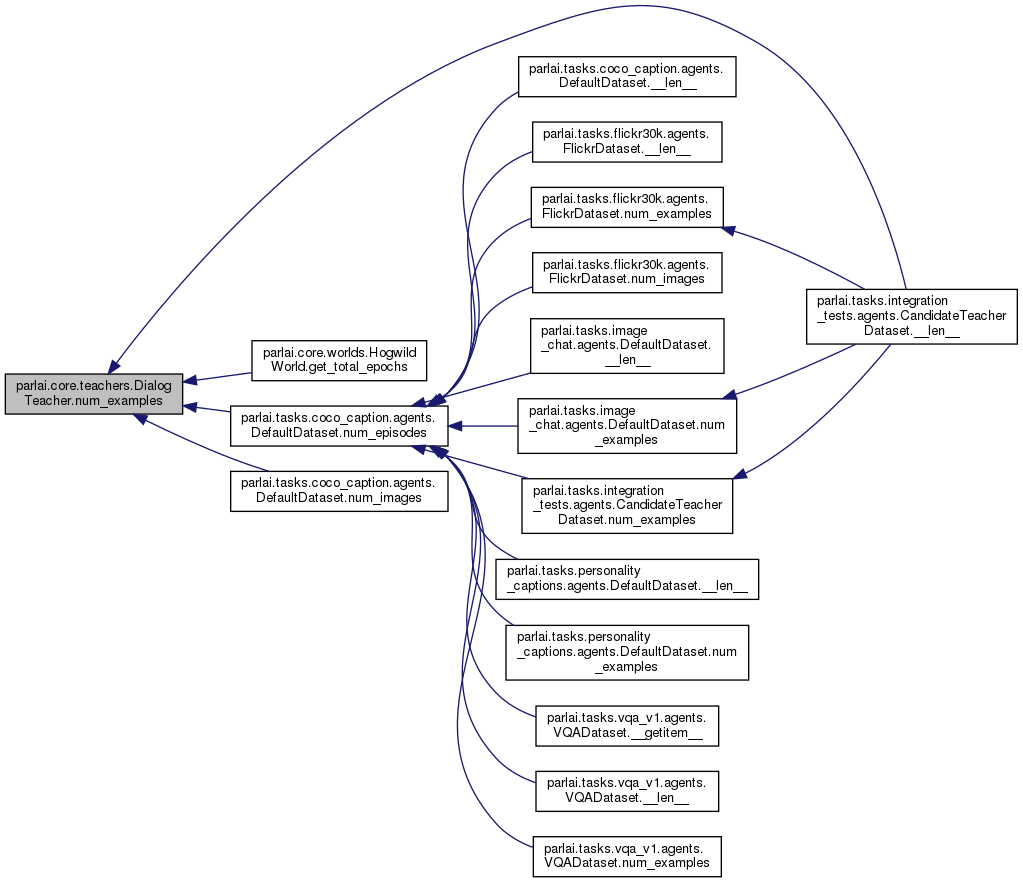 parlai.core.teachers.Dialog
Teacher.num_examples
parlai.core.worlds.Hogwild
World.get_total_epochs
parlai.tasks.coco_caption.agents.
DefaultDataset.num_episodes
parlai.tasks.coco_caption.agents.
DefaultDataset.num_images
parlai.tasks.coco_caption.agents.
DefaultDataset.__len__
parlai.tasks.flickr30k.agents.
FlickrDataset.__len__
parlai.tasks.flickr30k.agents.
FlickrDataset.num_examples
parlai.tasks.flickr30k.agents.
FlickrDataset.num_images
parlai.tasks.image
_chat.agents.DefaultDataset.
__len__
parlai.tasks.image
_chat.agents.DefaultDataset.num
_examples
parlai.tasks.integration
_tests.agents.CandidateTeacher
Dataset.num_examples
parlai.tasks.personality
_captions.agents.DefaultDataset.__len__
parlai.tasks.personality
_captions.agents.DefaultDataset.num
_examples
parlai.tasks.vqa_v1.agents.
VQADataset.__getitem__
parlai.tasks.vqa_v1.agents.
VQADataset.__len__
parlai.tasks.vqa_v1.agents.
VQADataset.num_examples
parlai.tasks.integration
_tests.agents.CandidateTeacher
Dataset.__len__